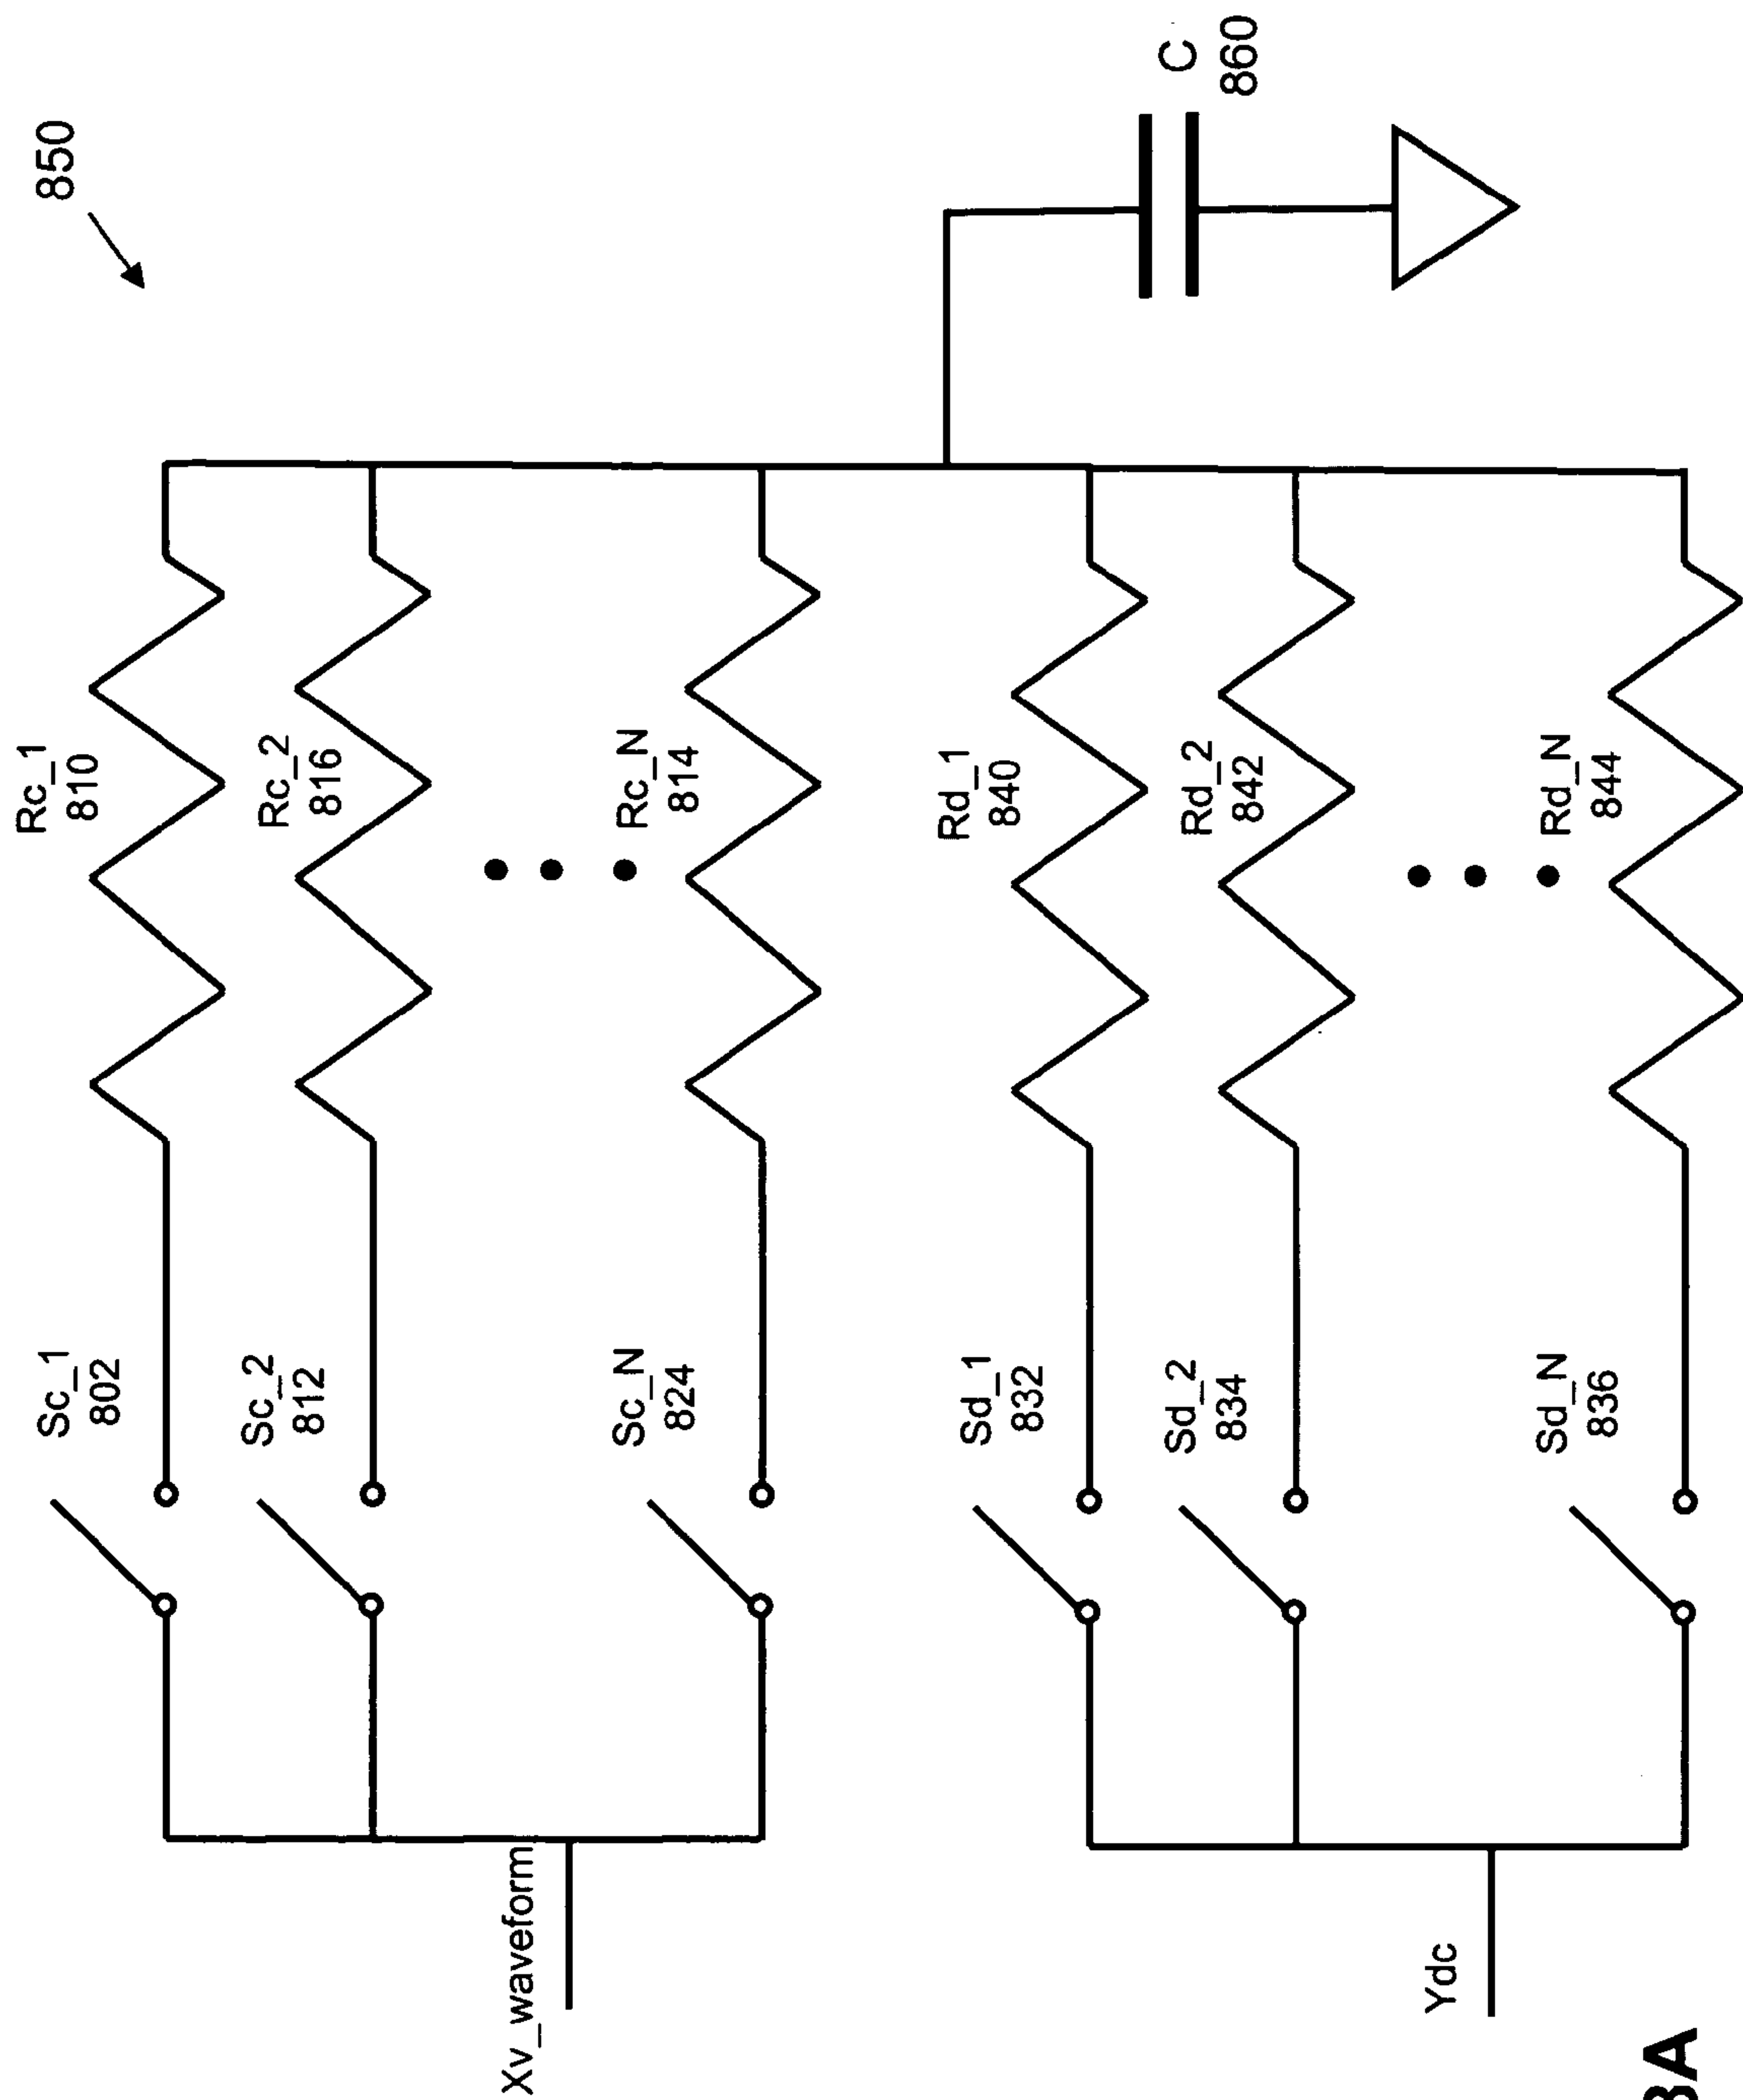 850
Rc_1
810
Rc_2
816
Rc_N
814
Rd_1
840
Rd_2
842
Rd_N
844
C
860
Sc_1
802
Sc_2
812
Sc_N
824
Sd_1
832
Sd_2
834
Sd_N
836
Xv_waveform
Ydc